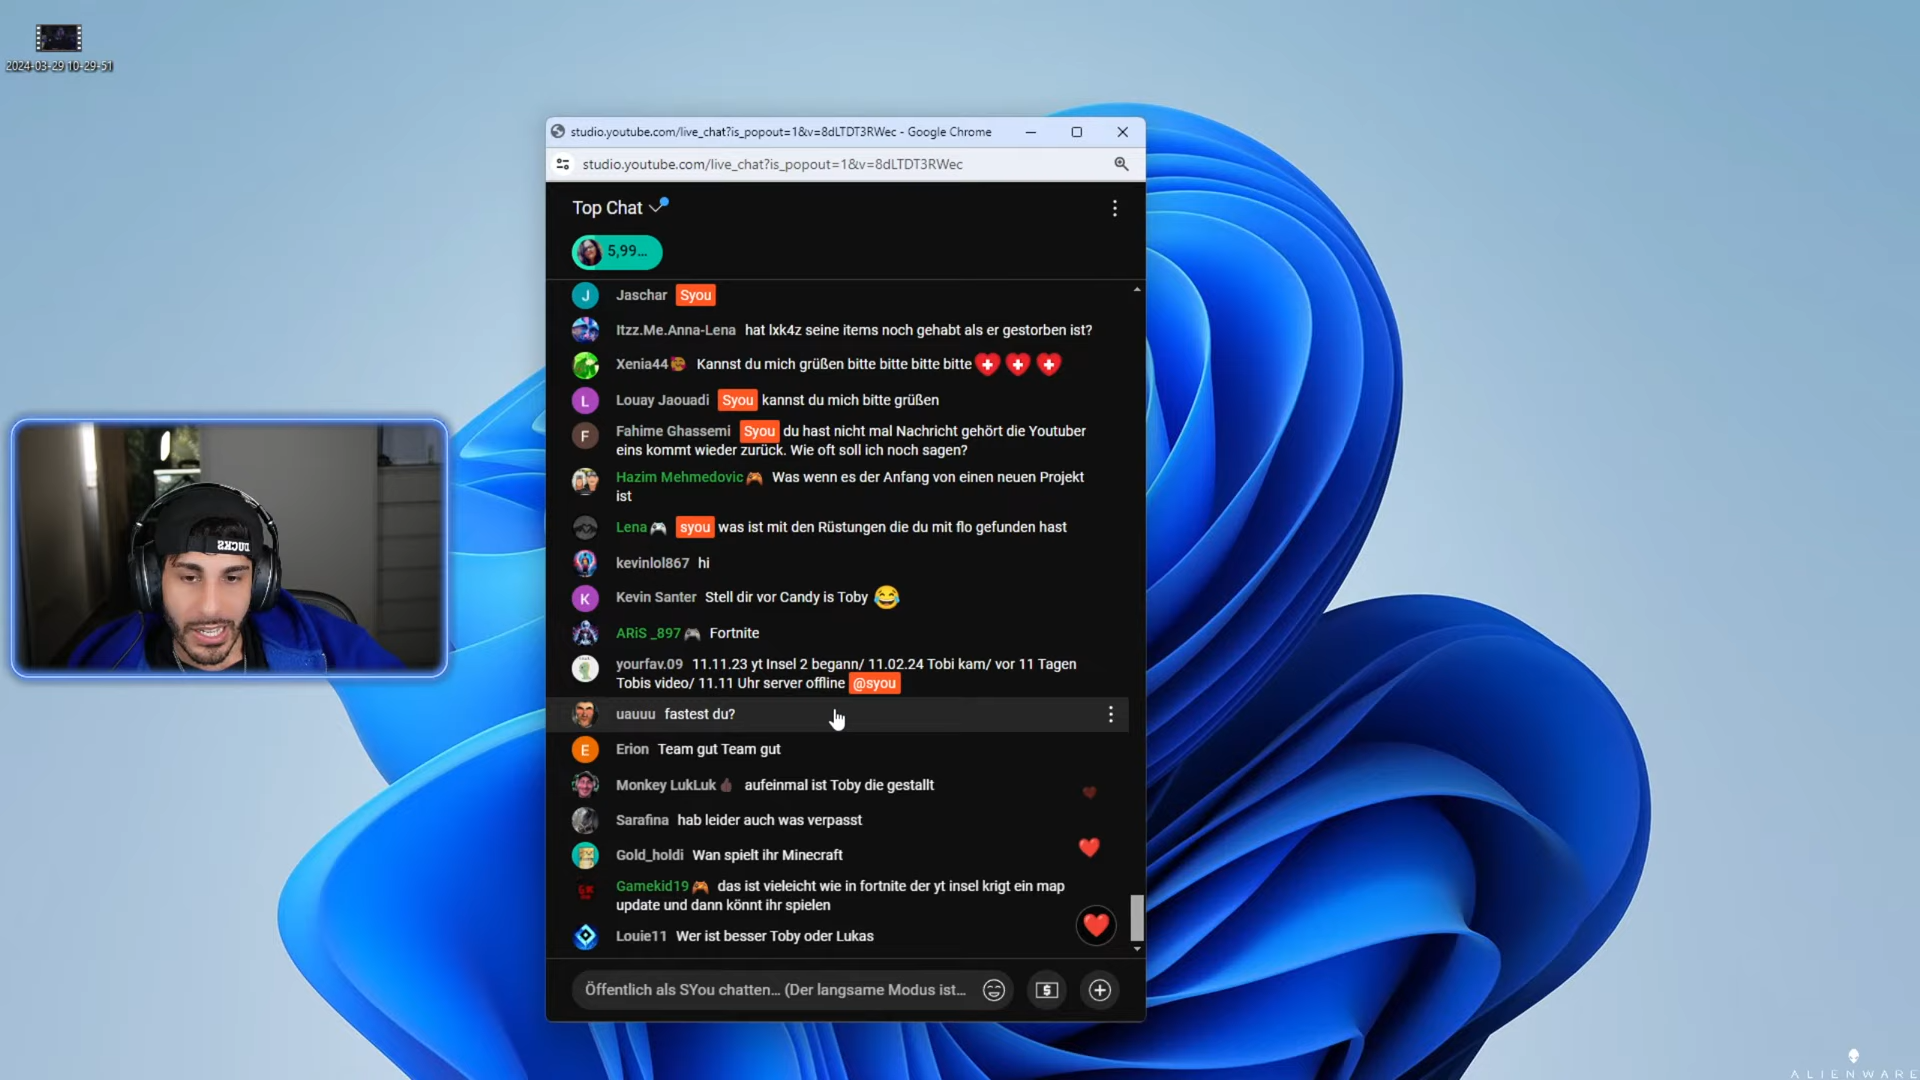 2024-03-29 10-29-51
studio.youtube.com/live_chat?is_popout=1&v=8dLTDT3RWec - Google Chrome
studio.youtube.com/live_chat?is_popout=1&v=8dLTDT3RWec
Top Chat
5,99...
Jaschar Syou
Itzz.Me.Anna-Lena hat lxk4z seine items noch gehabt als er gestorben ist?
Xenia44 Kannst du mich grüßen bitte bitte bitte bitte
L Louay Jaouadi Syou kannst du mich bitte grüßen
F Fahime Ghassemi Syou du hast nicht mal Nachricht gehört die Youtuber
eins kommt wieder zurück. Wie oft soll ich noch sagen?
Hazim Mehmedovic Was wenn es der Anfang von einen neuen Projekt
ist
Lena syou was ist mit den Rüstungen die du mit flo gefunden hast
kevinlol867 hi
K Kevin Santer Stell dir vor Candy is Toby 😂
ARiS _897 Fortnite
yourfav.09 11.11.23 yt Insel 2 begann/ 11.02.24 Tobi kam/ vor 11 Tagen
Tobis video/ 11.11 Uhr server offline @syou
uauuu fastest du?
E Erion Team gut Team gut
Monkey LukLuk aufeinmal ist Toby die gestallt
Sarafina hab leider auch was verpasst
Gold_holdi Wan spielt ihr Minecraft
Gamekid19 das ist vieleicht wie in fortnite der yt insel krigt ein map
update und dann könnt ihr spielen
Louie11 Wer ist besser Toby oder Lukas
Öffentlich als SYou chatten... (Der langsame Modus ist...
DUCKS
ALIENWARE